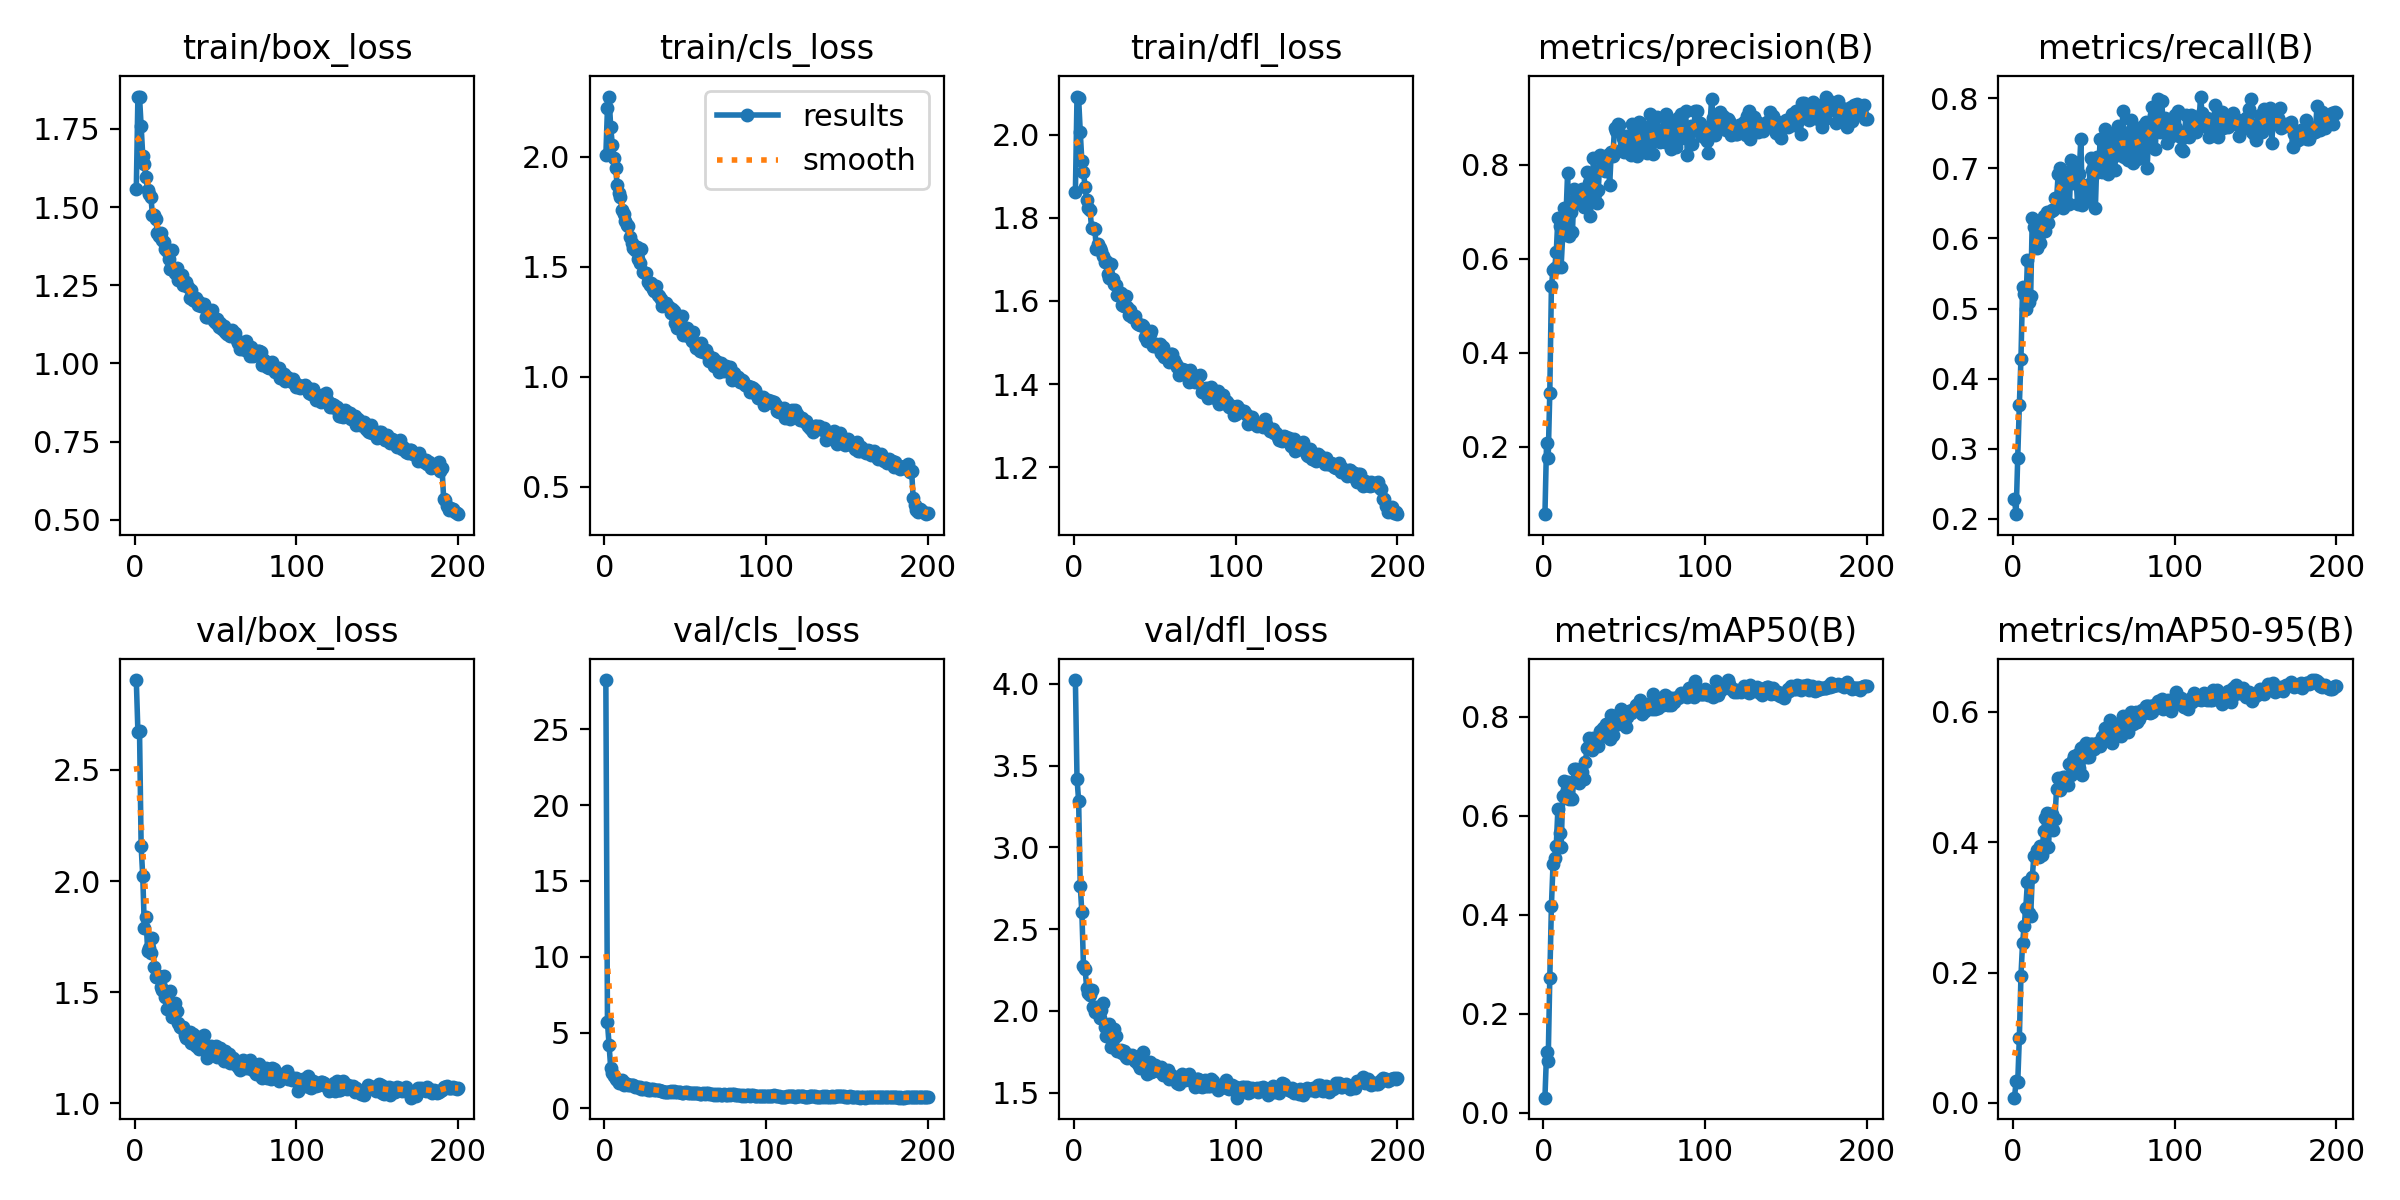 train/box_loss
1.75
1.50
1.25
1.00
0.75
0.50
0 100 200
train/cls_loss
results
smooth
2.0
1.5
1.0
0.5
0 100 200
train/dfl_loss
2.0
1.8
1.6
1.4
1.2
0 100 200
metrics/precision(B)
0.8
0.6
0.4
0.2
0 100 200
metrics/recall(B)
0.8
0.7
0.6
0.5
0.4
0.3
0.2
0 100 200
val/box_loss
2.5
2.0
1.5
1.0
0 100 200
val/cls_loss
25
20
15
10
5
0
0 100 200
val/dfl_loss
4.0
3.5
3.0
2.5
2.0
1.5
0 100 200
metrics/mAP50(B)
0.8
0.6
0.4
0.2
0.0
0 100 200
metrics/mAP50-95(B)
0.6
0.4
0.2
0.0
0 100 200